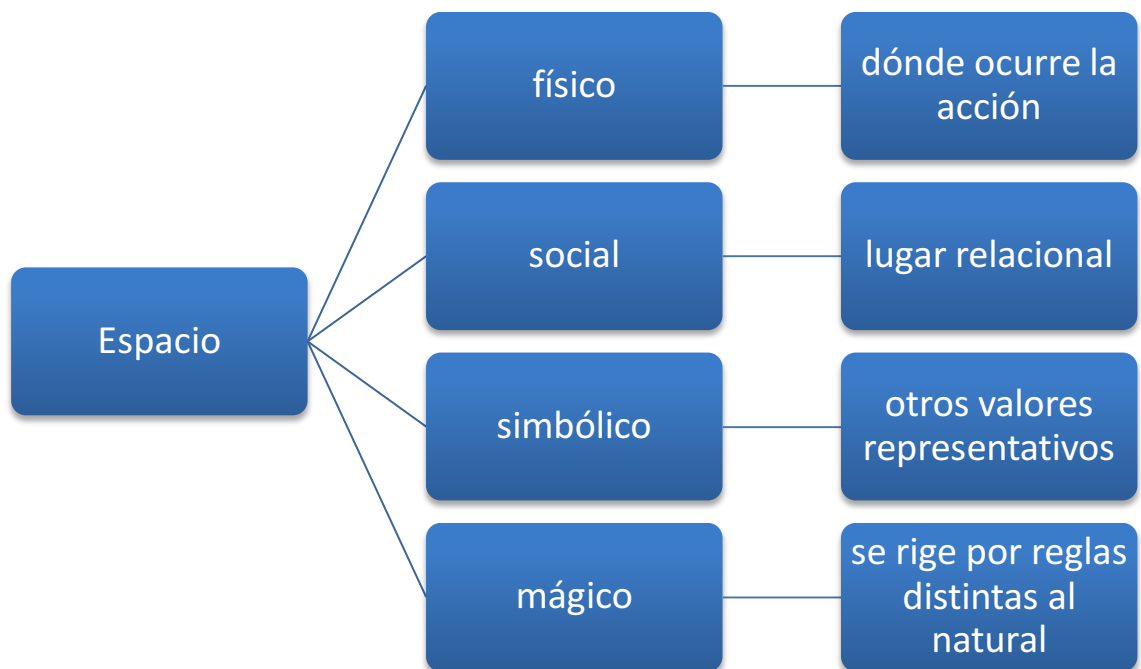 Espacio
físico
dónde ocurre la
acción
social
lugar relacional
simbólico
otros valores
representativos
mágico
se rige por reglas
distintas al
natural